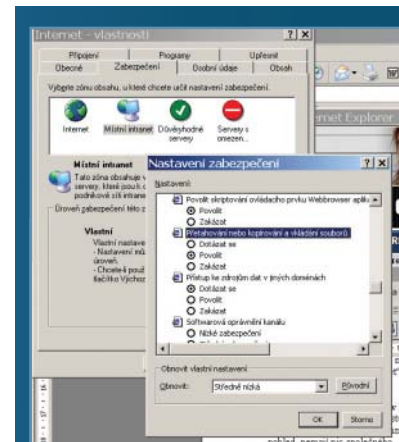 Internet - vlastnosti
Připojení Programy Upřesnit
Obecné Zabezpečení Osobní údaje Obsah
Vyberte zónu obsahu, u které chcete určit nastavení zabezpečení.
Internet Místní intranet Důvěryhodné servery Servery s omezen...
Místní intranet
Tato zóna obsahuje v
servery, které jsou k
podnikové síti intrane
Úroveň zabezpečení této z
Vlastní
Vlastní nastave
- Nastavení mů
úroveň.
- Chcete-li použ
tlačítko Výchoz
rnet Explorer
Nastavení zabezpečení
Nastavení:
Povolit skriptování ovládacího prvku Webbrowser aplik
Povolit
Zakázat
Přetahování nebo kopírování a vkládání souborů
Dotázat se
Povolit
Zakázat
Přístup ke zdrojům dat v jiných doménách
Dotázat se
Povolit
Zakázat
Softwarová oprávnění kanálu
Nízké zabezpečení
Obnovit vlastní nastavení
Obnovit: Středně nízká Původní
OK Storno